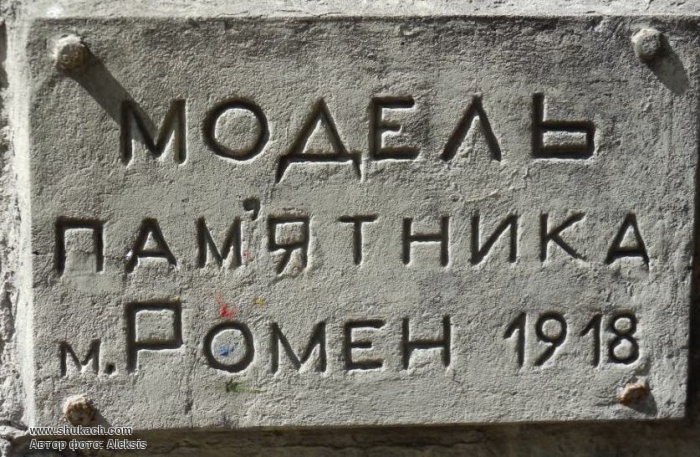 МОДЕЛЬ
ПАМ'ЯТНИКА
м. РОМЕН 1918
www.shukach.com
Автор фото: Aleksis